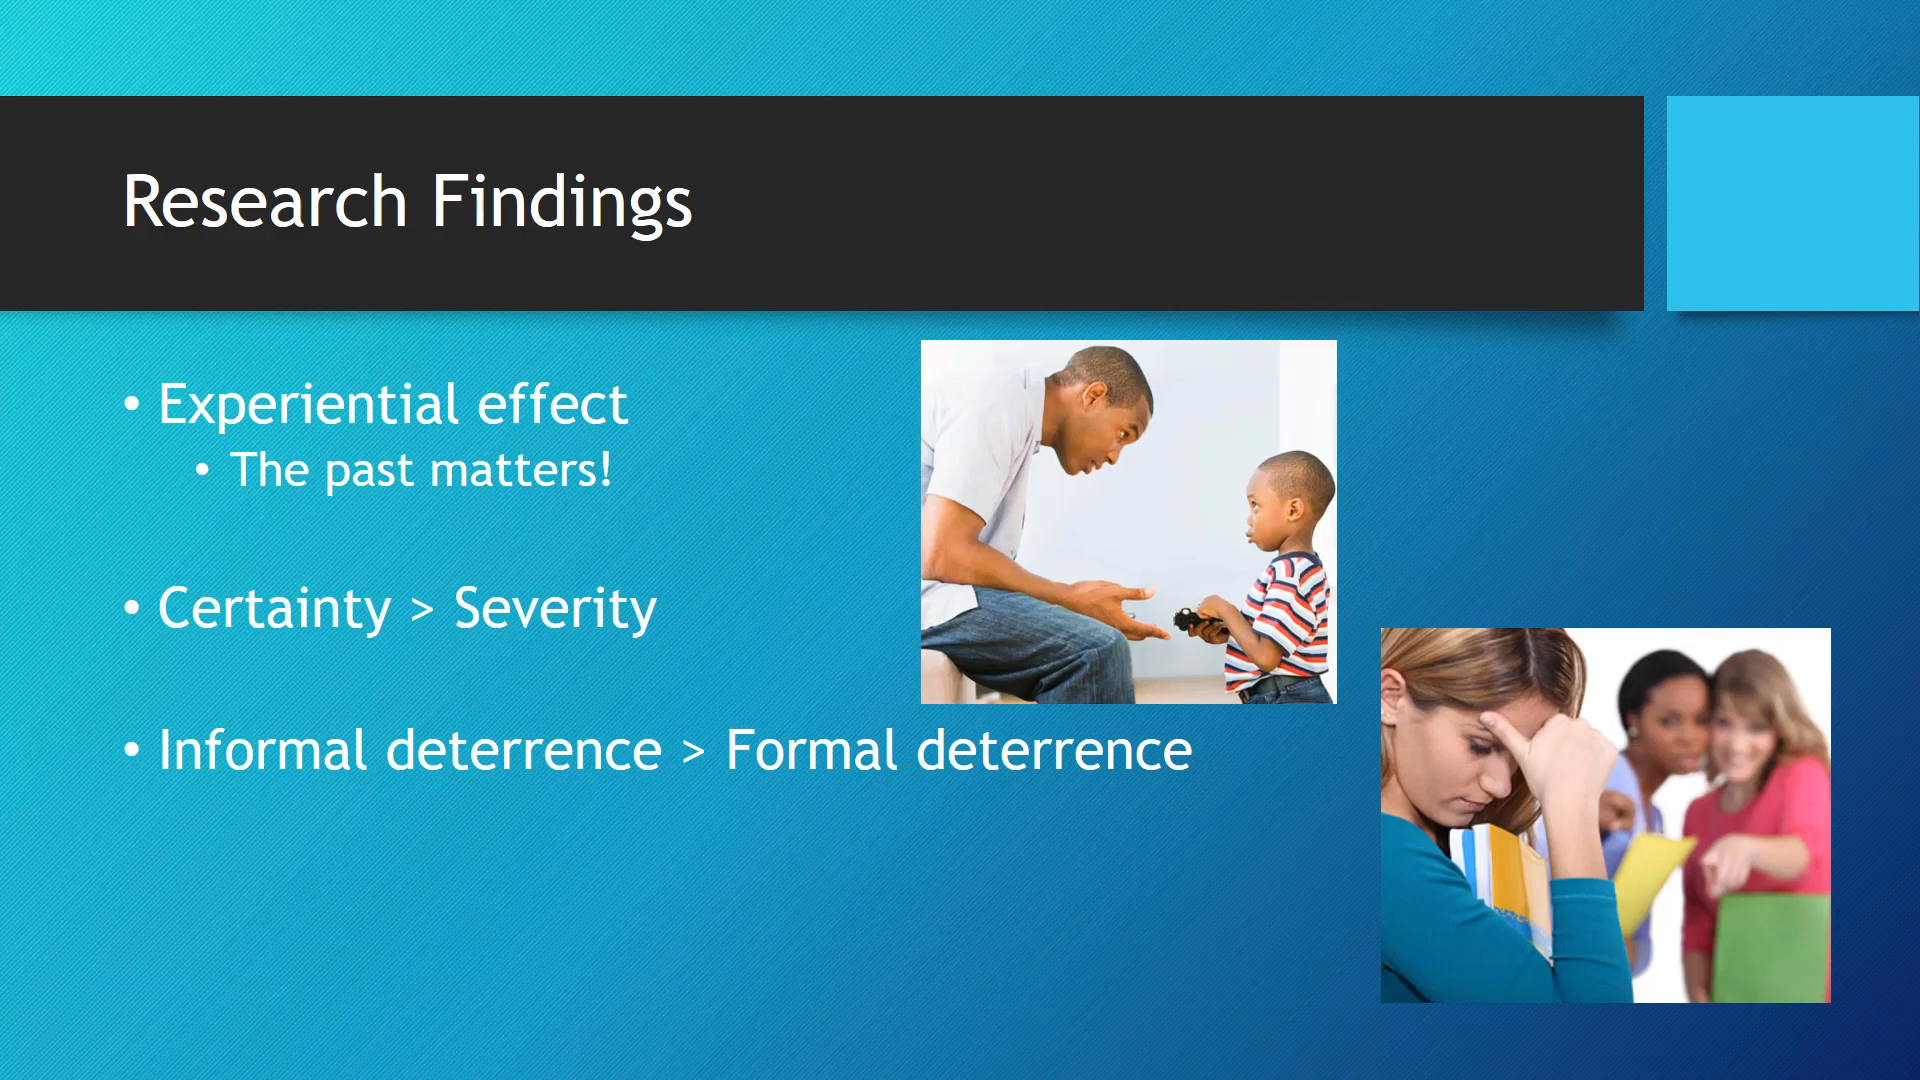 Research Findings
• Experiential effect
• The past matters!
• Certainty > Severity
• Informal deterrence > Formal deterrence